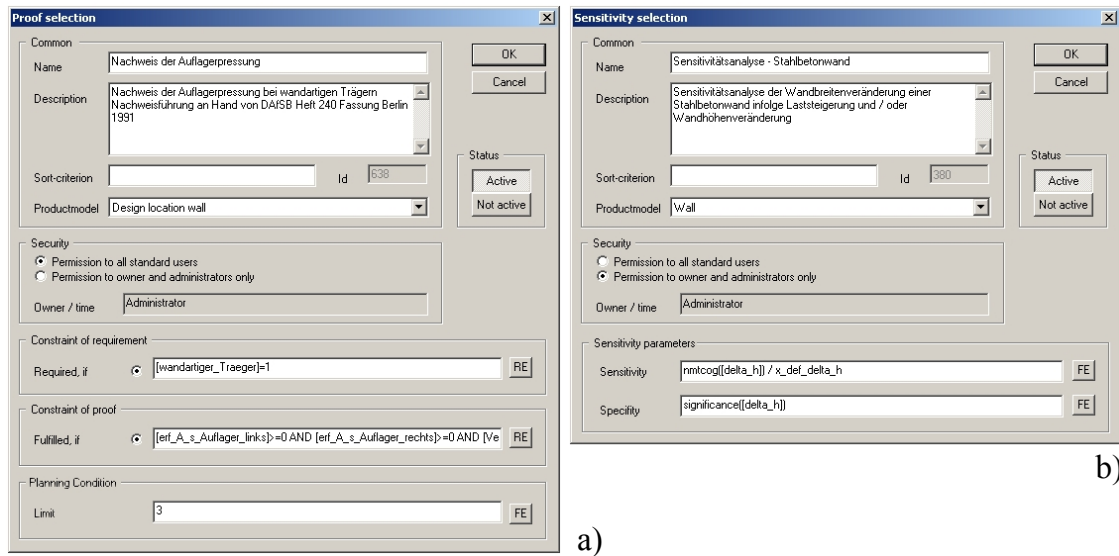 Proof selection
Common
Name Nachweis der Auflagerpressung
Description Nachweis der Auflagerpressung bei wandartigen Trägern
Nachweisführung an Hand von DAfSB Heft 240 Fassung Berlin
1991
Sort-criterion Id 638
Productmodel Design location wall
OK
Cancel
Status
Active
Not active
Security
Permission to all standard users
Permission to owner and administrators only
Owner / time Administrator
Constraint of requirement
Required, if [wandartiger_Traeger]=1 RE
Constraint of proof
Fulfilled, if [erf_A_s_Auflager_links]>=0 AND [erf_A_s_Auflager_rechts]>=0 AND [Ve RE
Planning Condition
Limit 3 FE
a)
Sensitivity selection
Common
Name Sensitivitätsanalyse - Stahlbetonwand
Description Sensitivitätsanalyse der Wandbreitenveränderung einer
Stahlbetonwand infolge Laststeigerung und / oder
Wandhöhenveränderung
Sort-criterion Id 380
Productmodel Wall
OK
Cancel
Status
Active
Not active
Security
Permission to all standard users
Permission to owner and administrators only
Owner / time Administrator
Sensitivity parameters
Sensitivity nmtcog([delta_h]) / x_def_delta_h FE
Specifity significance([delta_h]) FE
b)